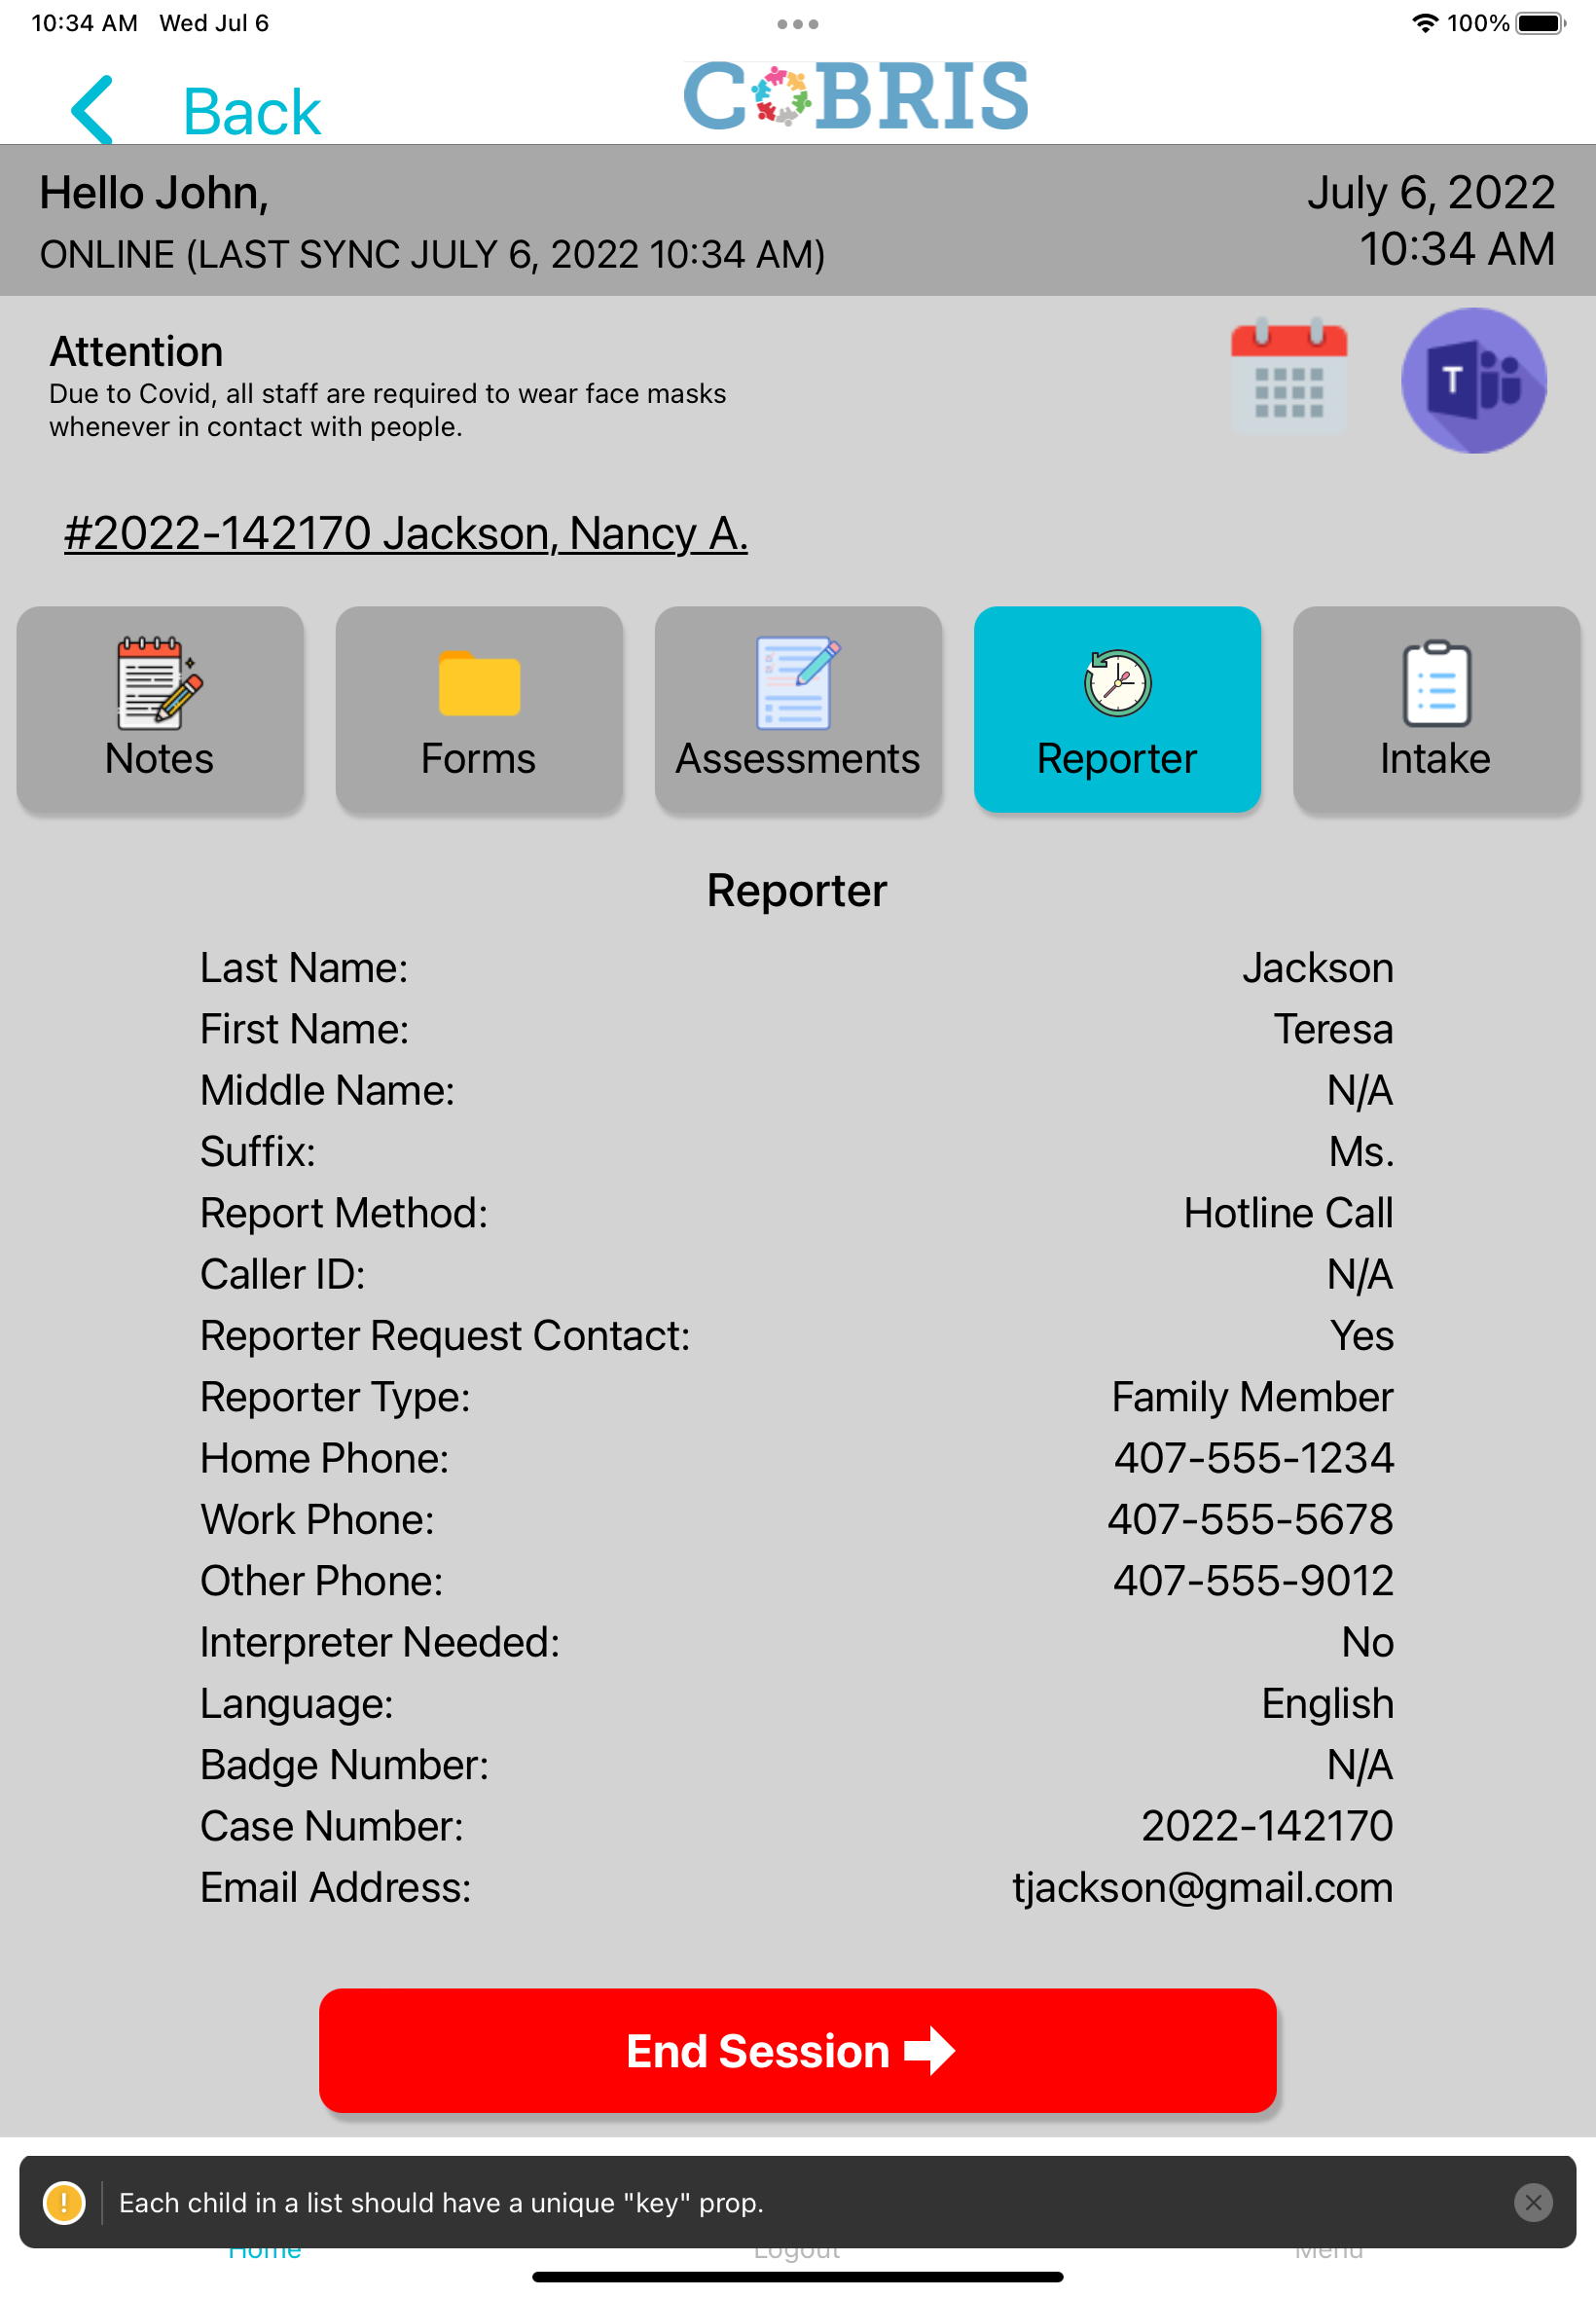 10:34 AM Wed Jul 6 100%
Back COBRIS
Hello John, July 6, 2022
ONLINE (LAST SYNC JULY 6, 2022 10:34 AM) 10:34 AM
Attention
Due to Covid, all staff are required to wear face masks
whenever in contact with people.
T
#2022-142170 Jackson, Nancy A.
Notes Forms Assessments Reporter Intake
Reporter
Last Name: Jackson
First Name: Teresa
Middle Name: N/A
Suffix: Ms.
Report Method: Hotline Call
Caller ID: N/A
Reporter Request Contact: Yes
Reporter Type: Family Member
Home Phone: 407-555-1234
Work Phone: 407-555-5678
Other Phone: 407-555-9012
Interpreter Needed: No
Language: English
Badge Number: N/A
Case Number: 2022-142170
Email Address: tjackson@gmail.com
End Session
! Each child in a list should have a unique "key" prop.
Home Logout Menu